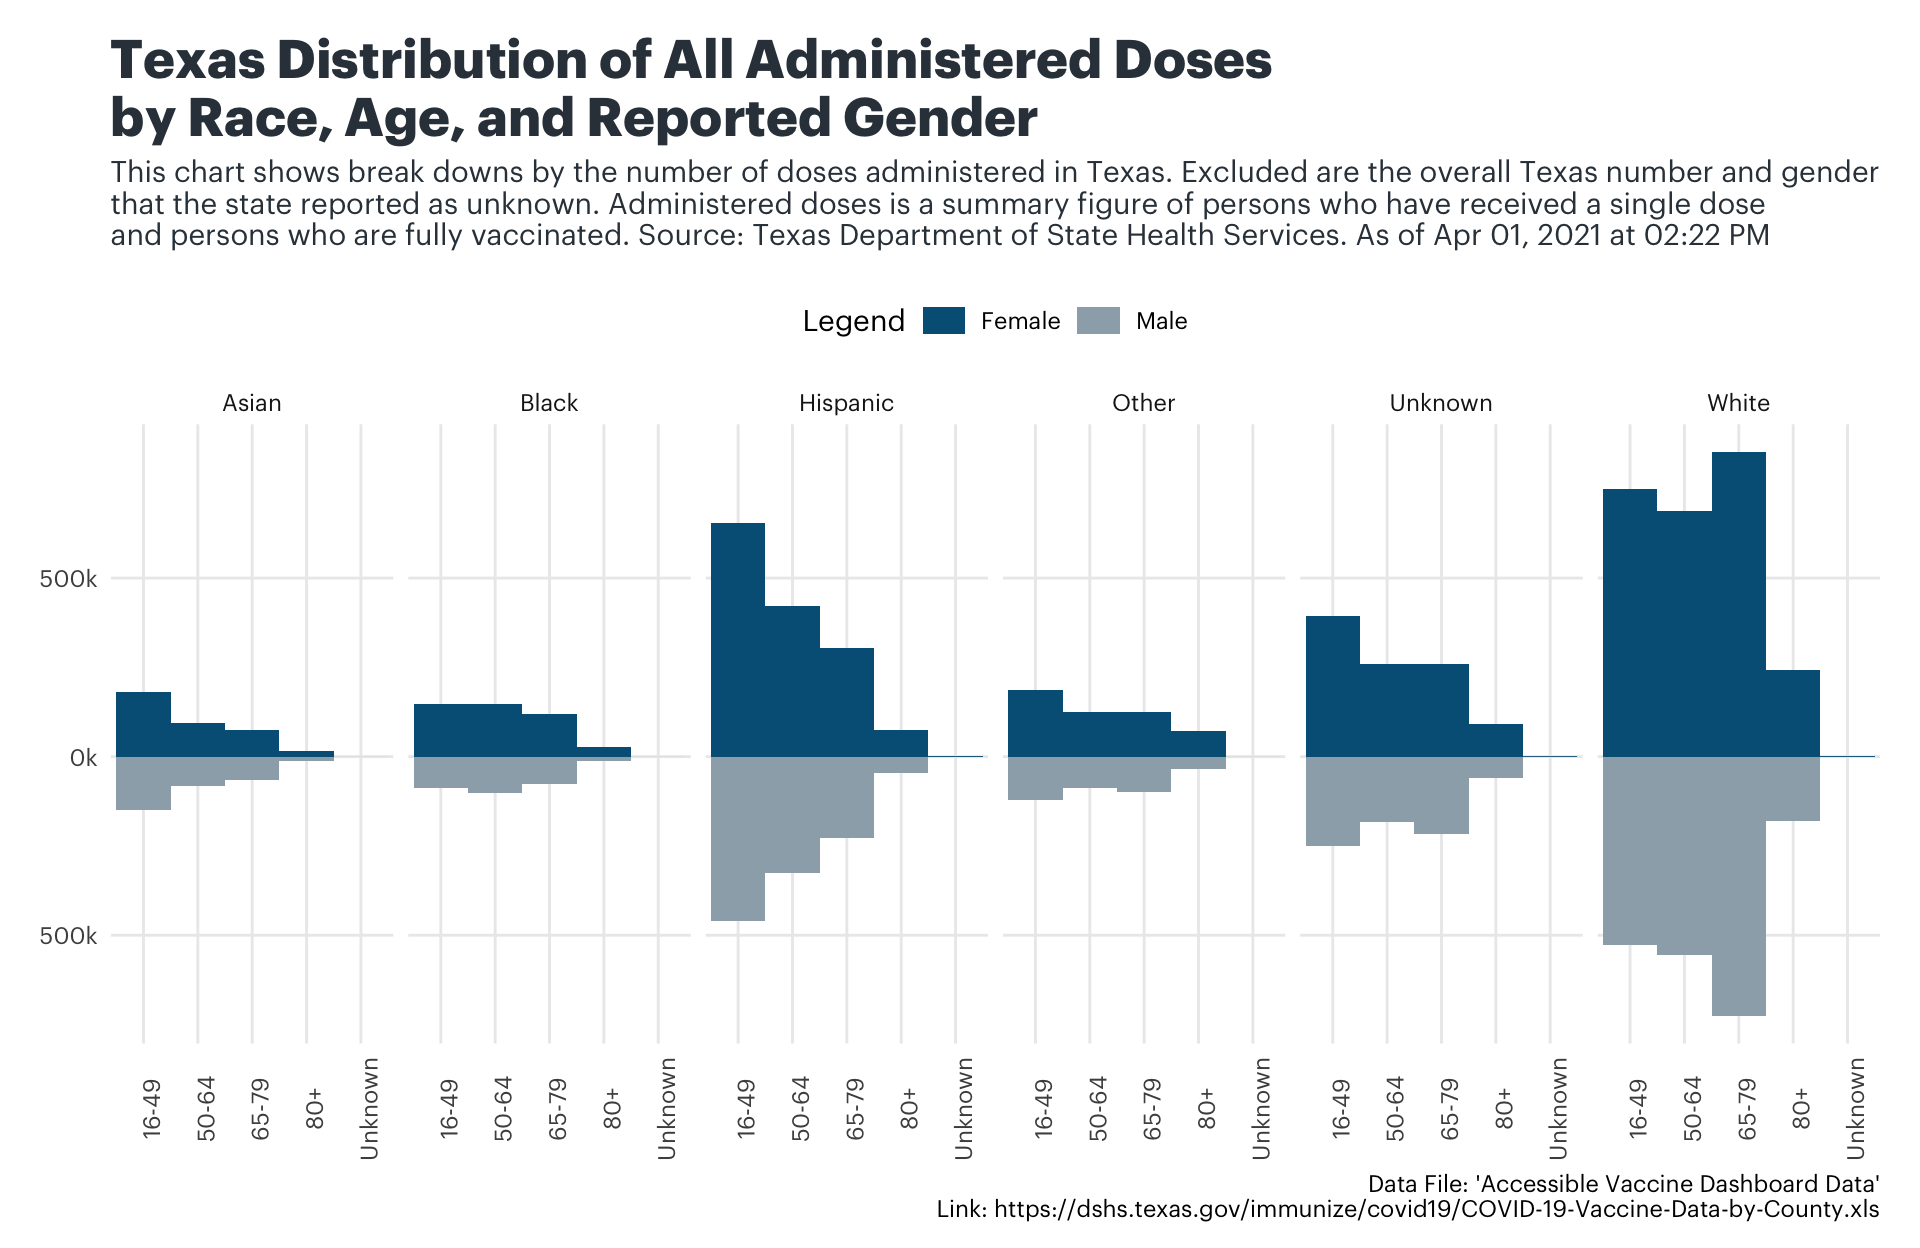 Texas Distribution of All Administered Doses
by Race, Age, and Reported Gender
This chart shows break downs by the number of doses administered in Texas. Excluded are the overall Texas number and gender
that the state reported as unknown. Administered doses is a summary figure of persons who have received a single dose
and persons who are fully vaccinated. Source: Texas Department of State Health Services. As of Apr 01, 2021 at 02:22 PM
Legend Female Male
Asian Black Hispanic Other Unknown White
500k
0k
500k
16-49 50-64 65-79 80+ Unknown 16-49 50-64 65-79 80+ Unknown 16-49 50-64 65-79 80+ Unknown 16-49 50-64 65-79 80+ Unknown 16-49 50-64 65-79 80+ Unknown 16-49 50-64 65-79 80+ Unknown
Data File: 'Accessible Vaccine Dashboard Data'
Link: https://dshs.texas.gov/immunize/covid19/COVID-19-Vaccine-Data-by-County.xls